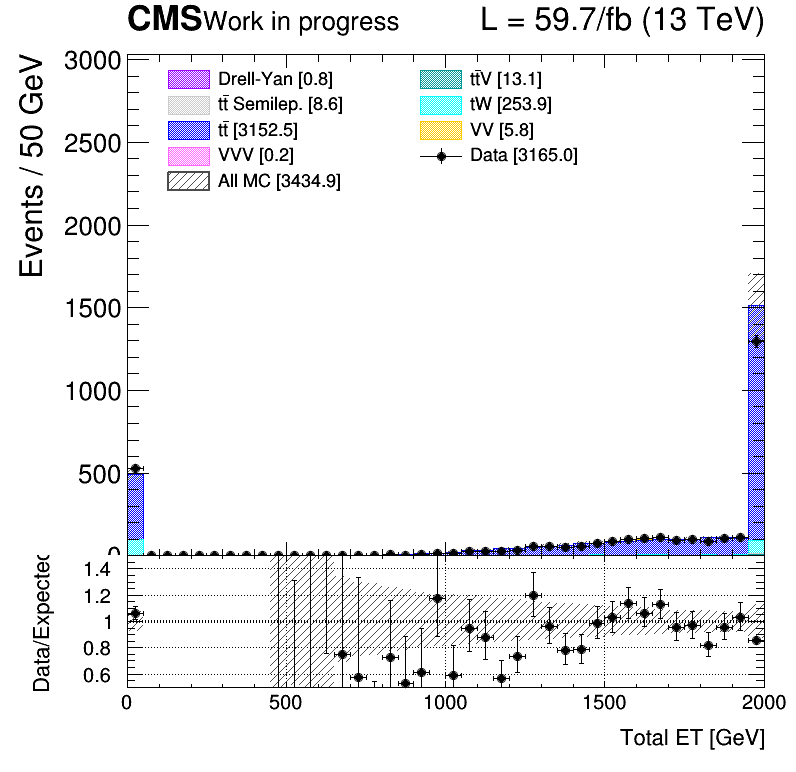 CMS Work in progress L = 59.7/fb (13 TeV)
Events / 50 GeV
3000
2500
2000
1500
1000
500
0
Drell-Yan [0.8]
tt̄ Semilep. [8.6]
tt̄ [3152.5]
VVV [0.2]
All MC [3434.9]
tt̄V [13.1]
tW [253.9]
VV [5.8]
Data [3165.0]
Data/Expected
1.4
1.2
1
0.8
0.6
0 500 1000 1500 2000
Total ET [GeV]